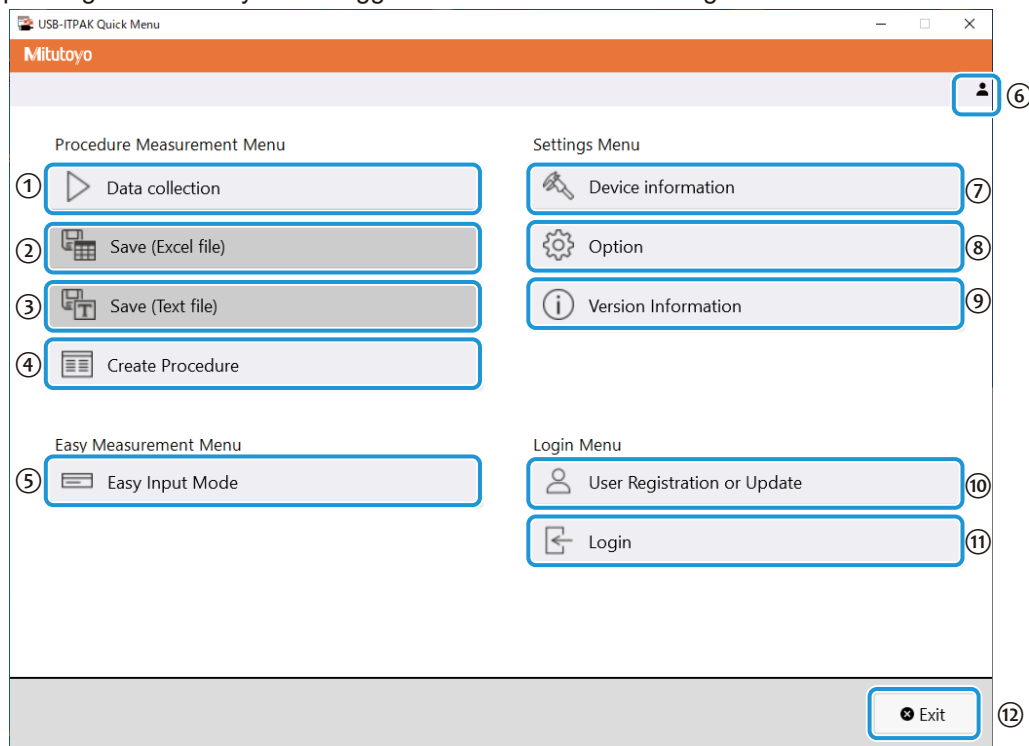 USB-ITPAK Quick Menu
Mitutoyo
⑥
Procedure Measurement Menu
① Data collection
② Save (Excel file)
③ Save (Text file)
④ Create Procedure
Easy Measurement Menu
⑤ Easy Input Mode
Settings Menu
Device information ⑦
Option ⑧
Version Information ⑨
Login Menu
User Registration or Update ⑩
Login ⑪
Exit ⑫